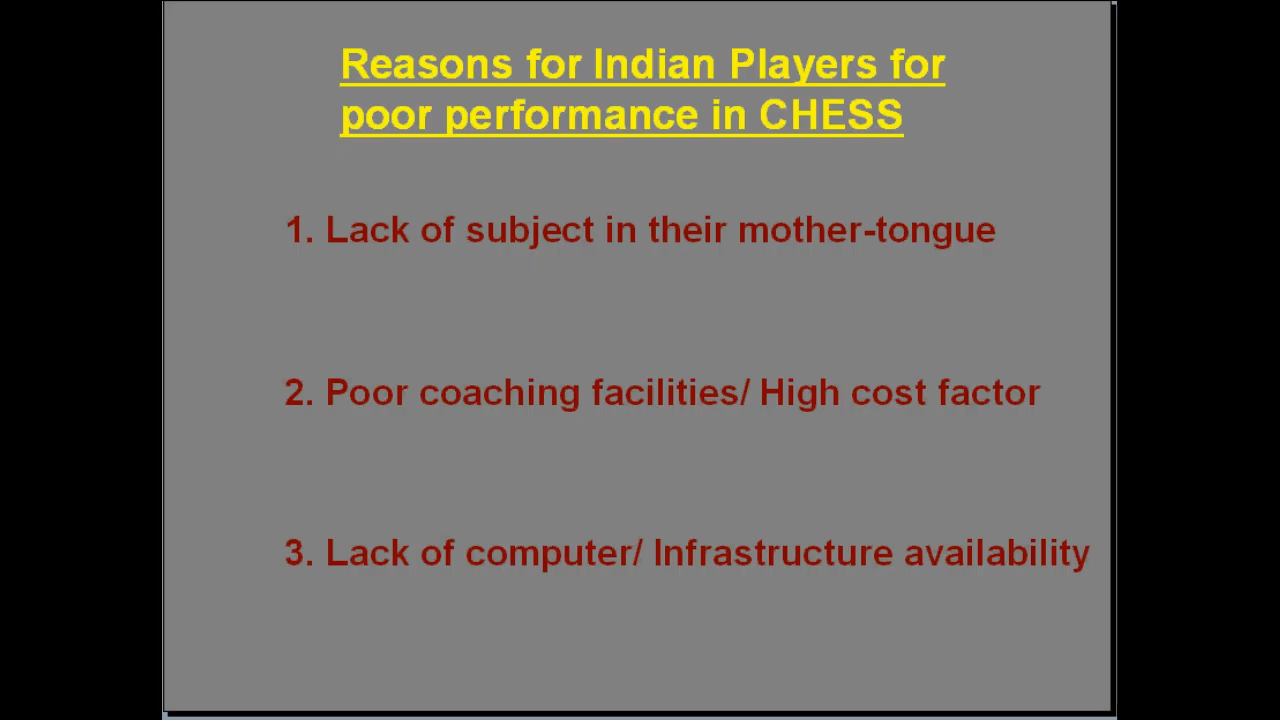 Reasons for Indian Players for
poor performance in CHESS
1. Lack of subject in their mother-tongue
2. Poor coaching facilities/ High cost factor
3. Lack of computer/ Infrastructure availability